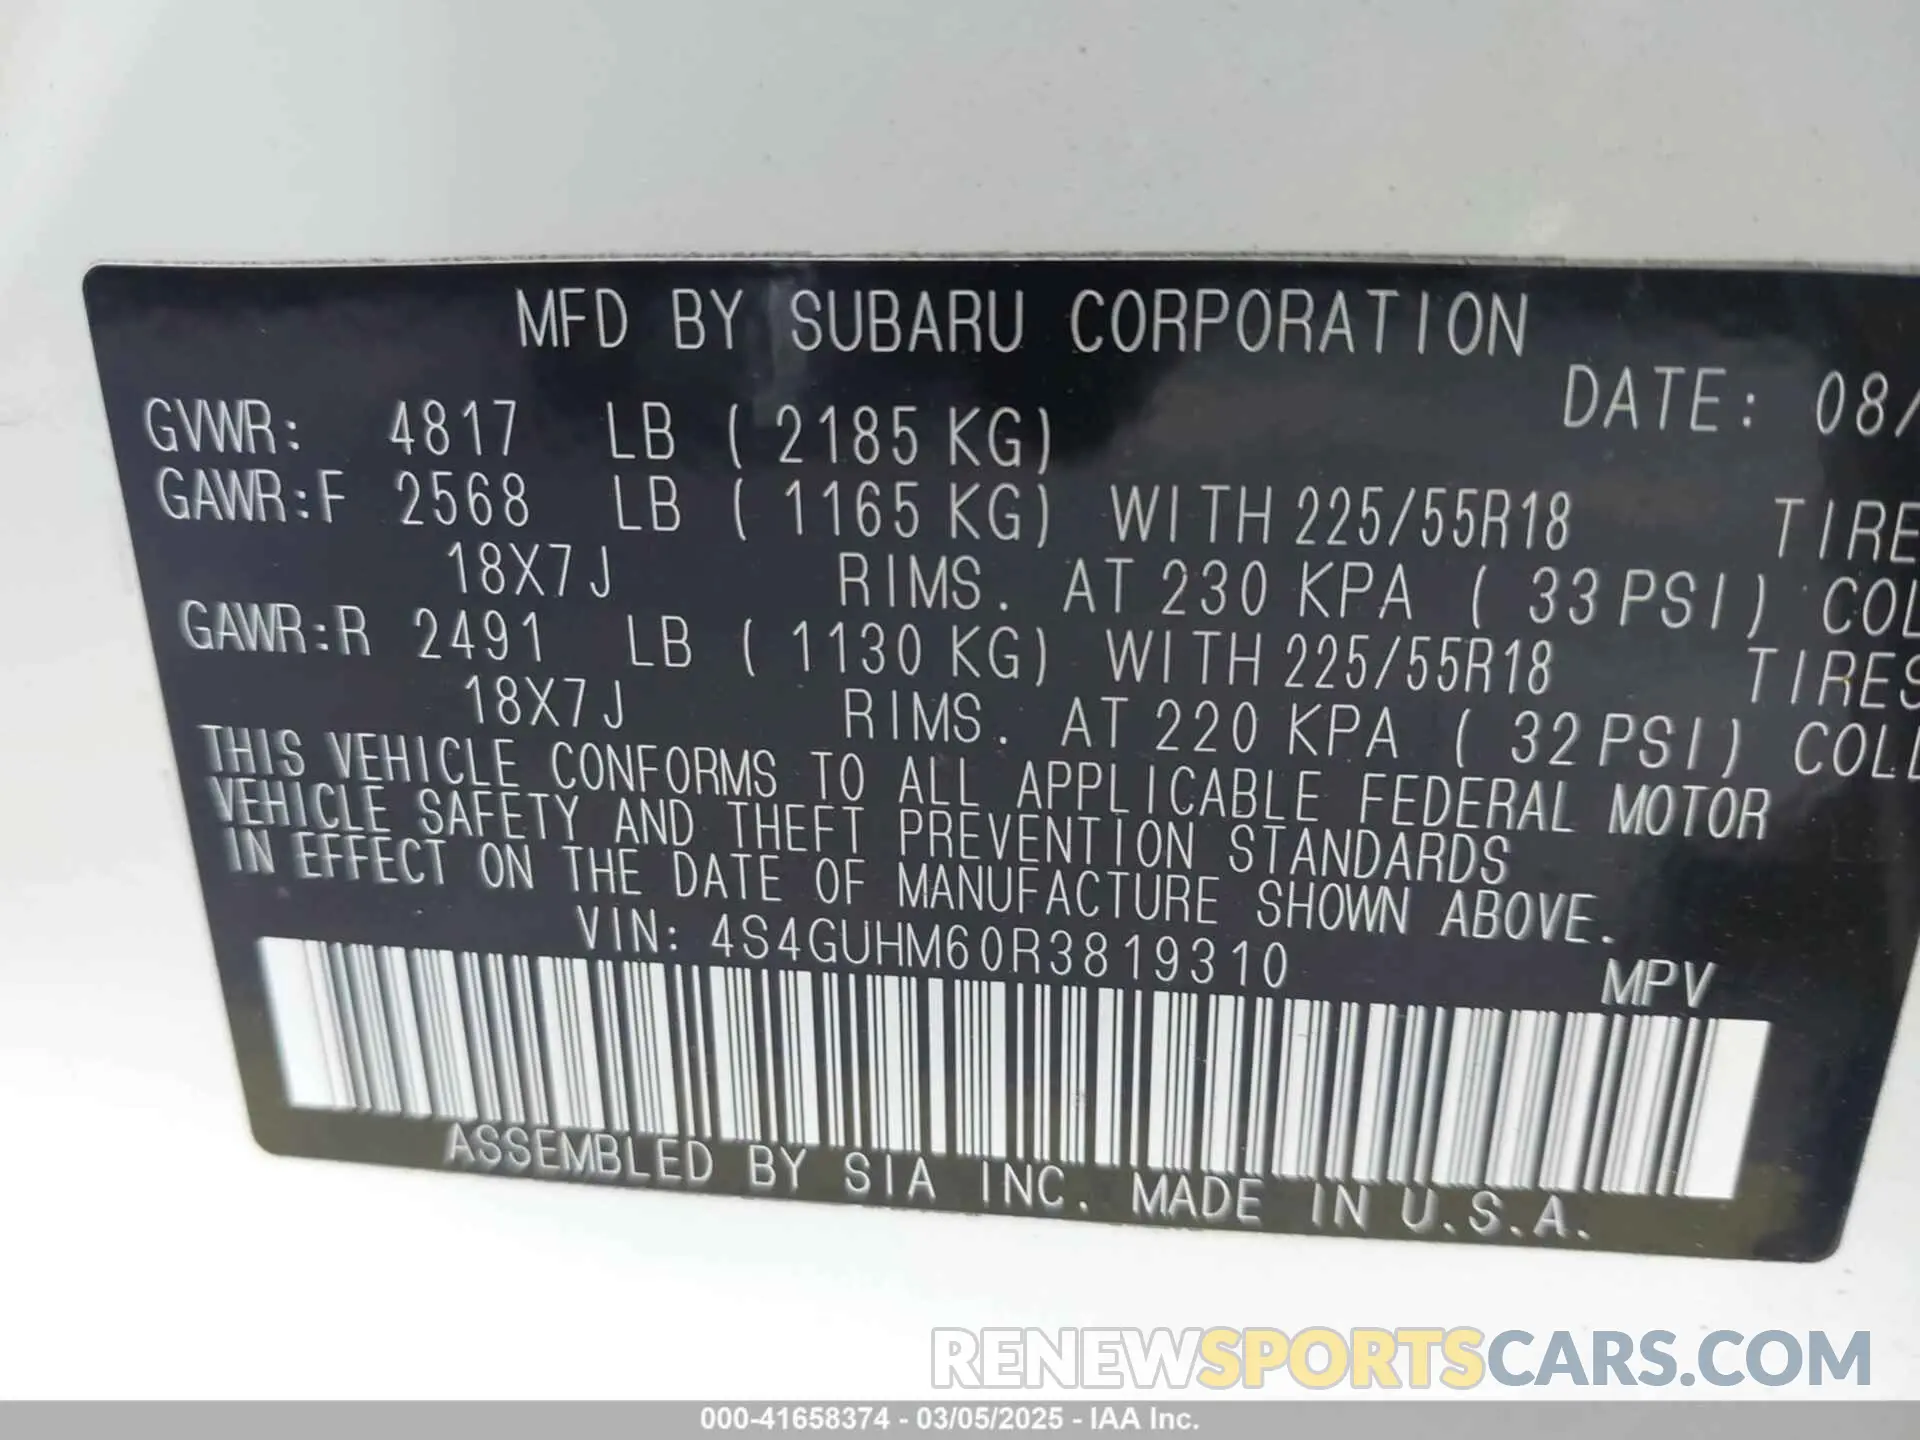 MFD BY SUBARU CORPORATION
DATE: 08/
GVWR: 4817 LB ( 2185 KG)
GAWR:F 2568 LB ( 1165 KG) WITH 225/55R18 TIRE
18X7J RIMS. AT 230 KPA ( 33 PSI) COL
GAWR:R 2491 LB ( 1130 KG) WITH 225/55R18 TIRES
18X7J RIMS. AT 220 KPA ( 32 PSI) COLD
THIS VEHICLE CONFORMS TO ALL APPLICABLE FEDERAL MOTOR
VEHICLE SAFETY AND THEFT PREVENTION STANDARDS
IN EFFECT ON THE DATE OF MANUFACTURE SHOWN ABOVE.
VIN: 4S4GUHM60R3819310 MPV
ASSEMBLED BY SIA INC. MADE IN U.S.A.
RENEWSPORTSCARS.COM
000-41658374 - 03/05/2025 - IAA Inc.